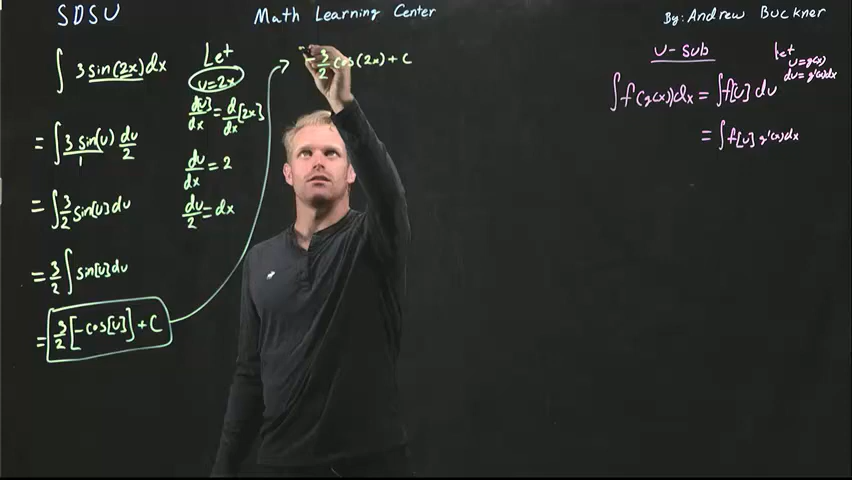 SDSU
Math Learning Center
By: Andrew Buckner
∫ 3 sin(2x) dx
= ∫ 3 sin(u)/1 du/2
= ∫ 3/2 sin[u] du
= 3/2 ∫ sin[u] du
= 3/2 [-cos[u]] + C
Let
u = 2x
du/dx = d/dx [2x]
du/dx = 2
du/2 = dx
- 3/2 cos(2x) + C
u-sub
∫ f(g(x)) dx = ∫ f[u] du
= ∫ f[u] g'(x) dx
let
u = g(x)
du = g'(x) dx